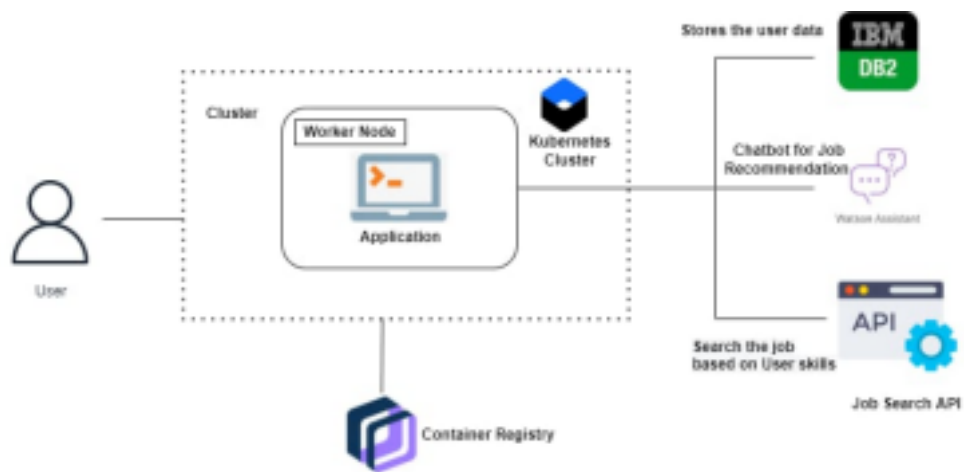 Stores the user data
IBM
DB2
Cluster
Worker Node
Kubernetes
Cluster
Chatbot for Job
Recommendation
?
Application
Watson Assistant
User
API
Search the job
based on User skills
Job Search API
Container Registry